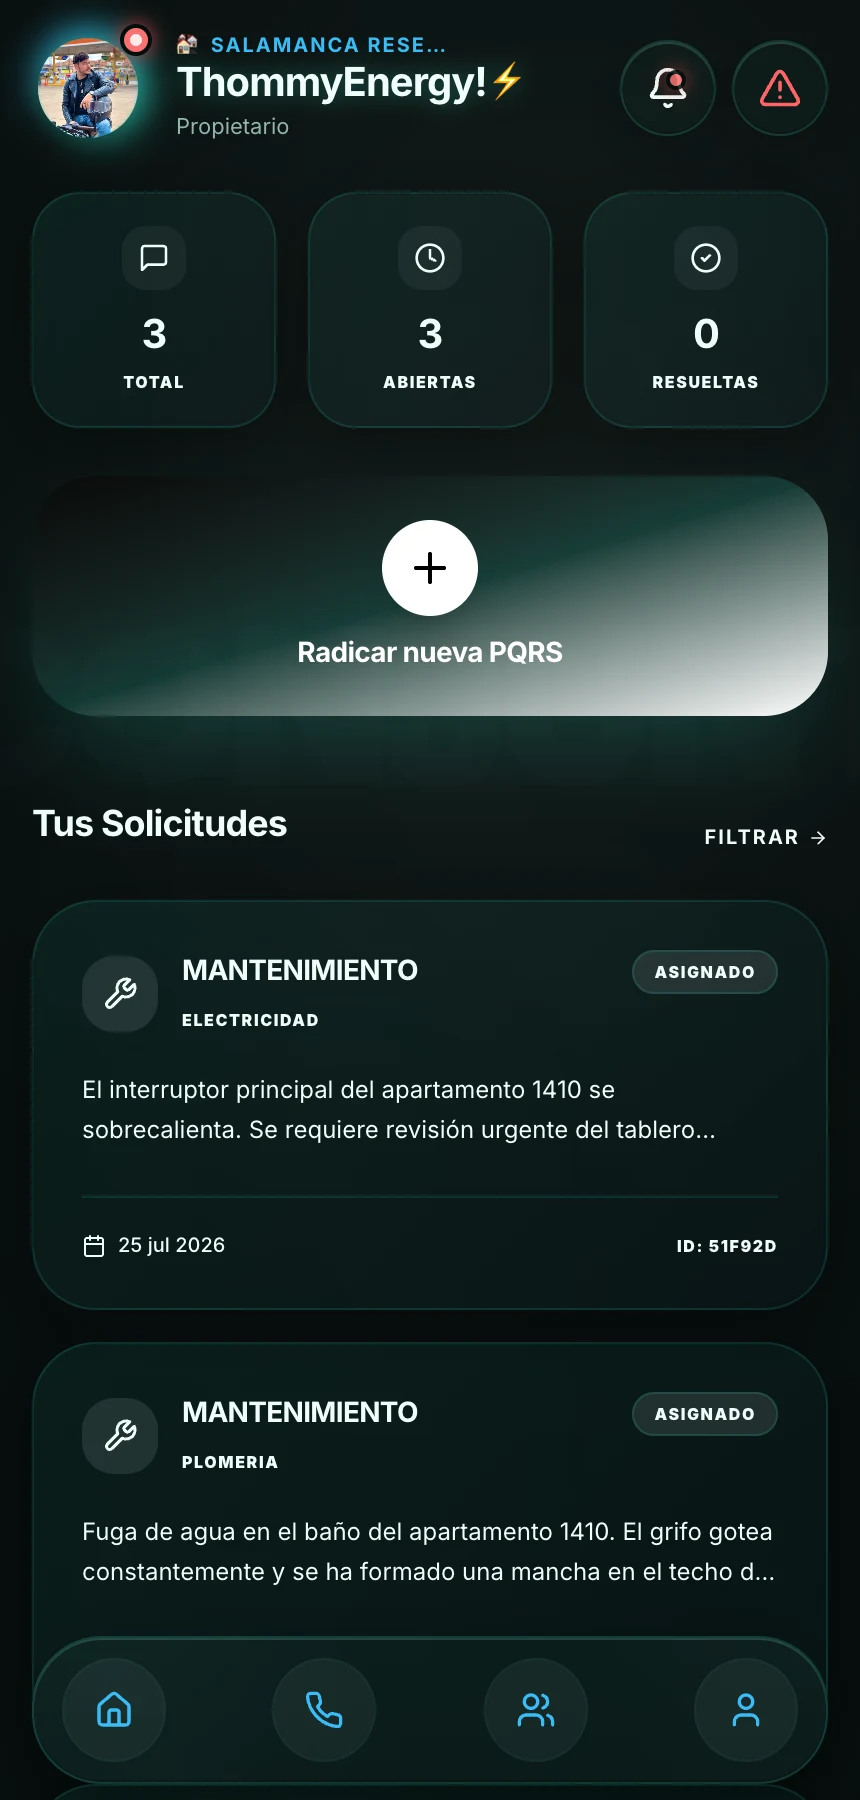 SALAMANCA RESE...
ThommyEnergy!⚡
Propietario
3
TOTAL
3
ABIERTAS
0
RESUELTAS
Radicar nueva PQRS
Tus Solicitudes
FILTRAR →
MANTENIMIENTO
ASIGNADO
ELECTRICIDAD
El interruptor principal del apartamento 1410 se
sobrecalienta. Se requiere revisión urgente del tablero...
25 jul 2026
ID: 51F92D
MANTENIMIENTO
ASIGNADO
PLOMERIA
Fuga de agua en el baño del apartamento 1410. El grifo gotea
constantemente y se ha formado una mancha en el techo d...